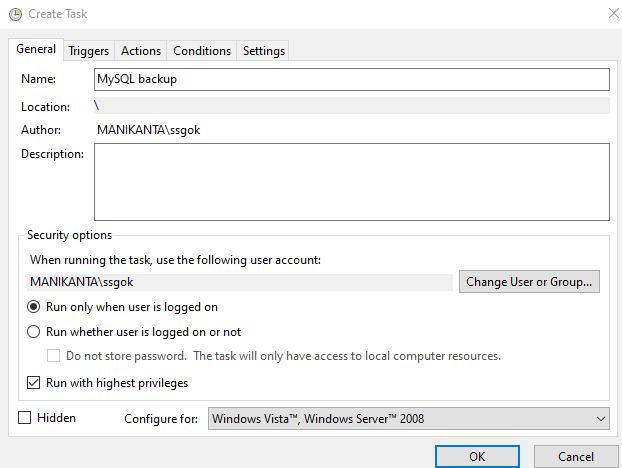 Create Task
General Triggers Actions Conditions Settings
Name: MySQL backup
Location: \
Author: MANIKANTA\ssgok
Description:
Security options
When running the task, use the following user account:
MANIKANTA\ssgok Change User or Group...
Run only when user is logged on
Run whether user is logged on or not
Do not store password. The task will only have access to local computer resources.
Run with highest privileges
Hidden Configure for: Windows Vista™, Windows Server™ 2008
OK Cancel